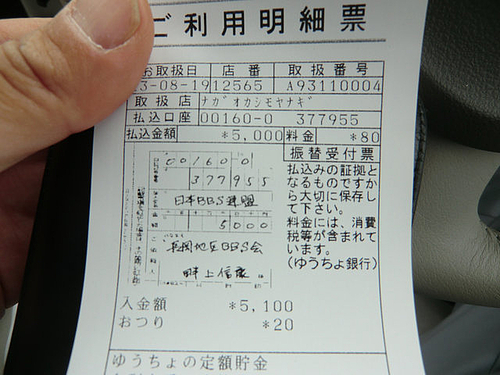 ご利用明細票
お取扱日 店番 取扱番号
3-08-19 12565 A93110004
取扱店 ナガオカシモヤナギ
払込口座 00160-0 377955
払込金額 *5,000 料金 *80
振替受付票
払込みの証拠と
なるものですか
ら大切に保存し
て下さい。
料金には、消費
税等が含まれて
います。
(ゆうちょ銀行)
00160-0
377955
日本BBS連盟
5000
長岡地区BBS会
入金額 *5,100
おつり *20
ゆうちょの定額貯金